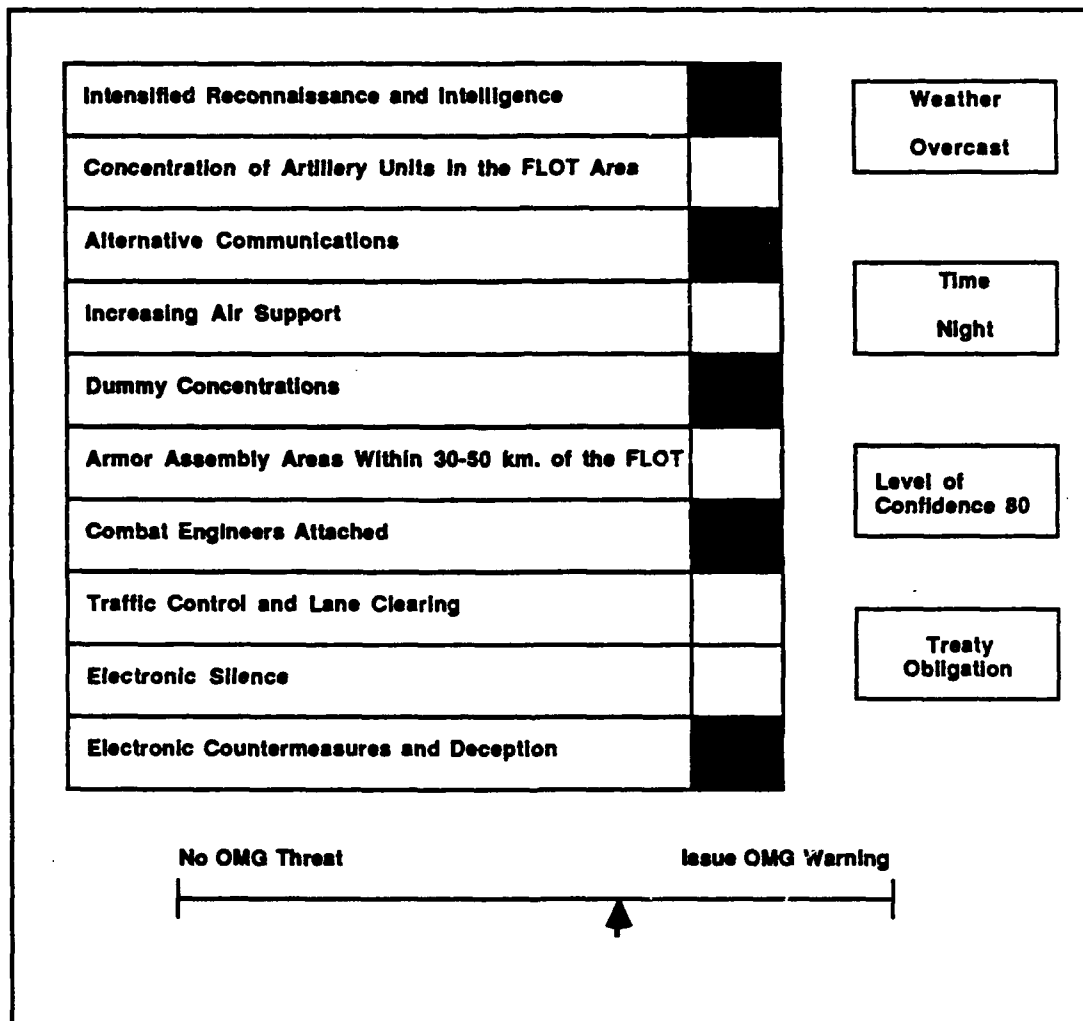 Intensified Reconnaissance and Intelligence
Concentration of Artillery Units in the FLOT Area
Alternative Communications
Increasing Air Support
Dummy Concentrations
Armor Assembly Areas Within 30-50 km. of the FLOT
Combat Engineers Attached
Traffic Control and Lane Clearing
Electronic Silence
Electronic Countermeasures and Deception
Weather
Overcast
Time
Night
Level of
Confidence 80
Treaty
Obligation
No OMG Threat
Issue OMG Warning